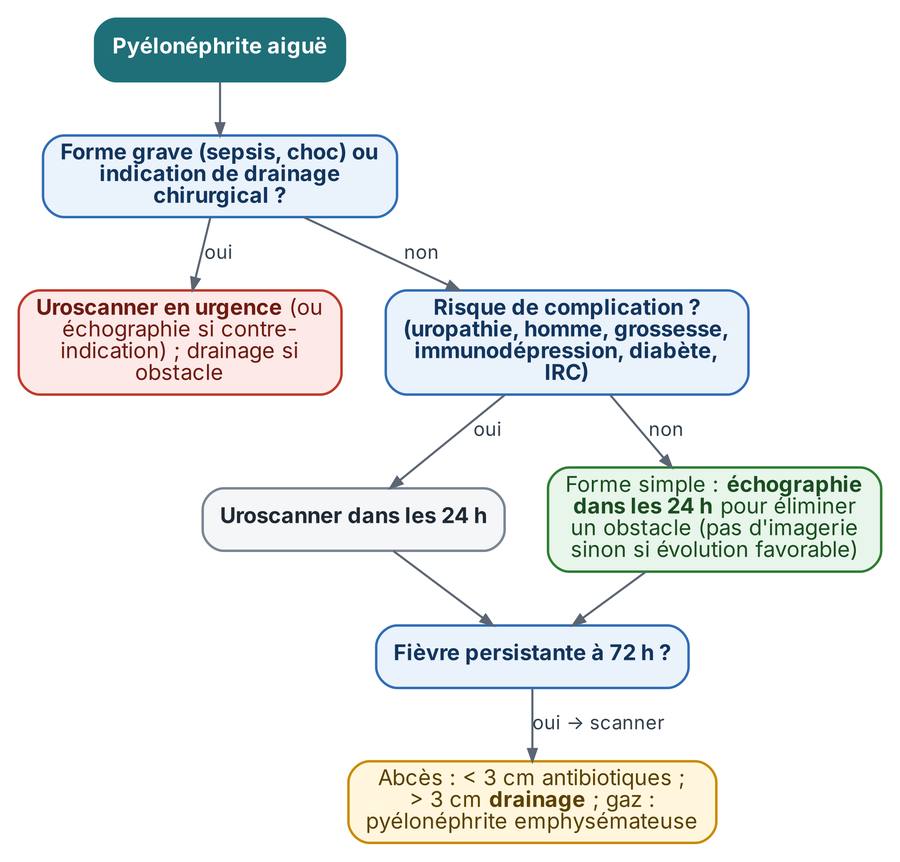 Pyélonéphrite aiguë
Forme grave (sepsis, choc) ou
indication de drainage
chirurgical ?
oui
non
Uroscanner en urgence (ou
échographie si contre-
indication) ; drainage si
obstacle
Risque de complication ?
(uropathie, homme, grossesse,
immunodépression, diabète,
IRC)
oui
non
Uroscanner dans les 24 h
Forme simple : échographie
dans les 24 h pour éliminer
un obstacle (pas d'imagerie
sinon si évolution favorable)
Fièvre persistante à 72 h ?
oui → scanner
Abcès : < 3 cm antibiotiques ;
> 3 cm drainage ; gaz :
pyélonéphrite emphysémateuse